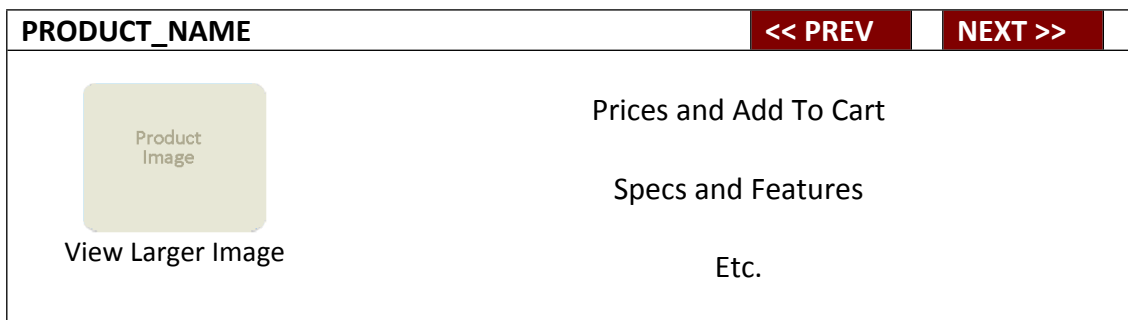 PRODUCT_NAME << PREV NEXT >>
Product
Image
View Larger Image
Prices and Add To Cart
Specs and Features
Etc.